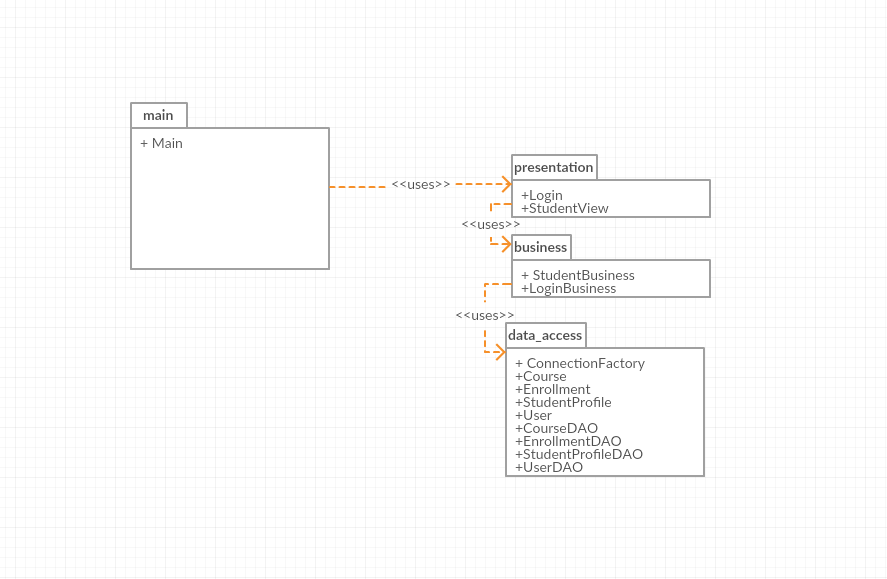 main
+ Main
<<uses>>
presentation
+Login
+StudentView
<<uses>>
business
+ StudentBusiness
+LoginBusiness
<<uses>>
data_access
+ ConnectionFactory
+Course
+Enrollment
+StudentProfile
+User
+CourseDAO
+EnrollmentDAO
+StudentProfileDAO
+UserDAO